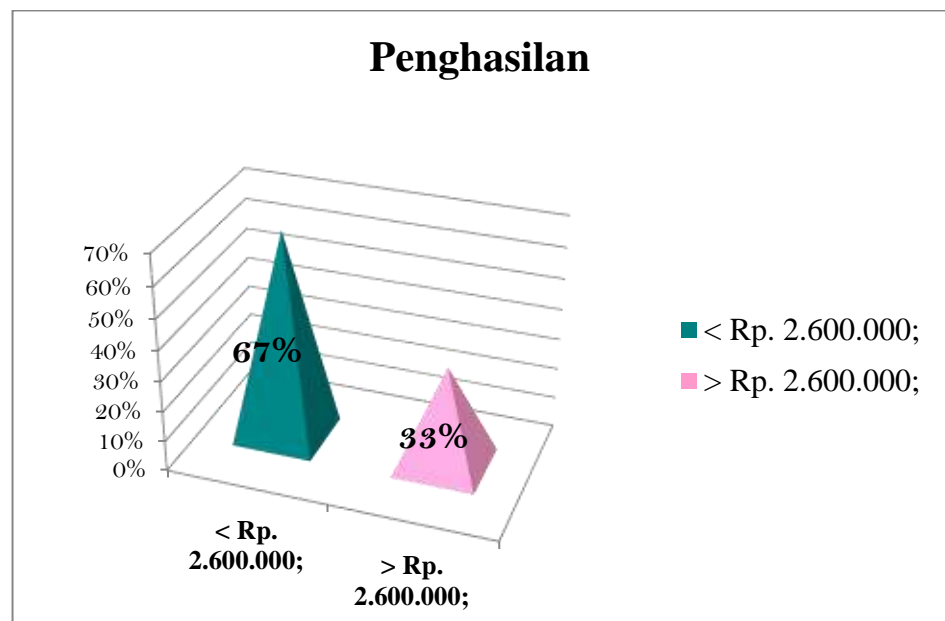 Penghasilan
70%
60%
50%
40%
30%
20%
10%
0%
67%
33%
< Rp.
2.600.000;
> Rp.
2.600.000;
< Rp. 2.600.000;
> Rp. 2.600.000;